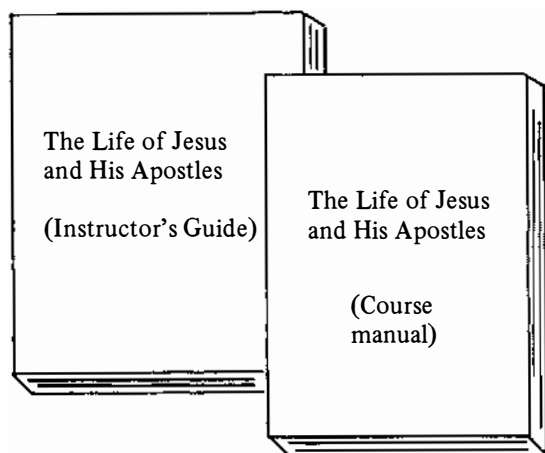 The Life of Jesus
and His Apostles
(Instructor's Guide)
The Life of Jesus
and His Apostles
(Course
manual)